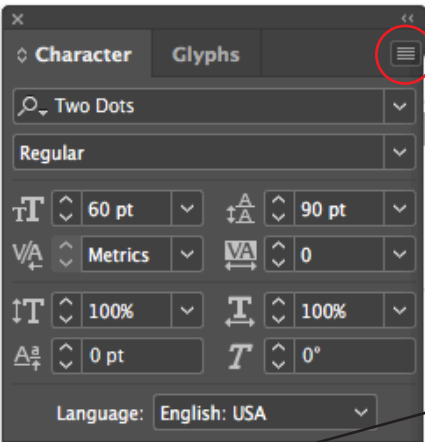 Character Glyphs
Two Dots
Regular
60 pt 90 pt
Metrics 0
100% 100%
0 pt 0°
Language: English: USA